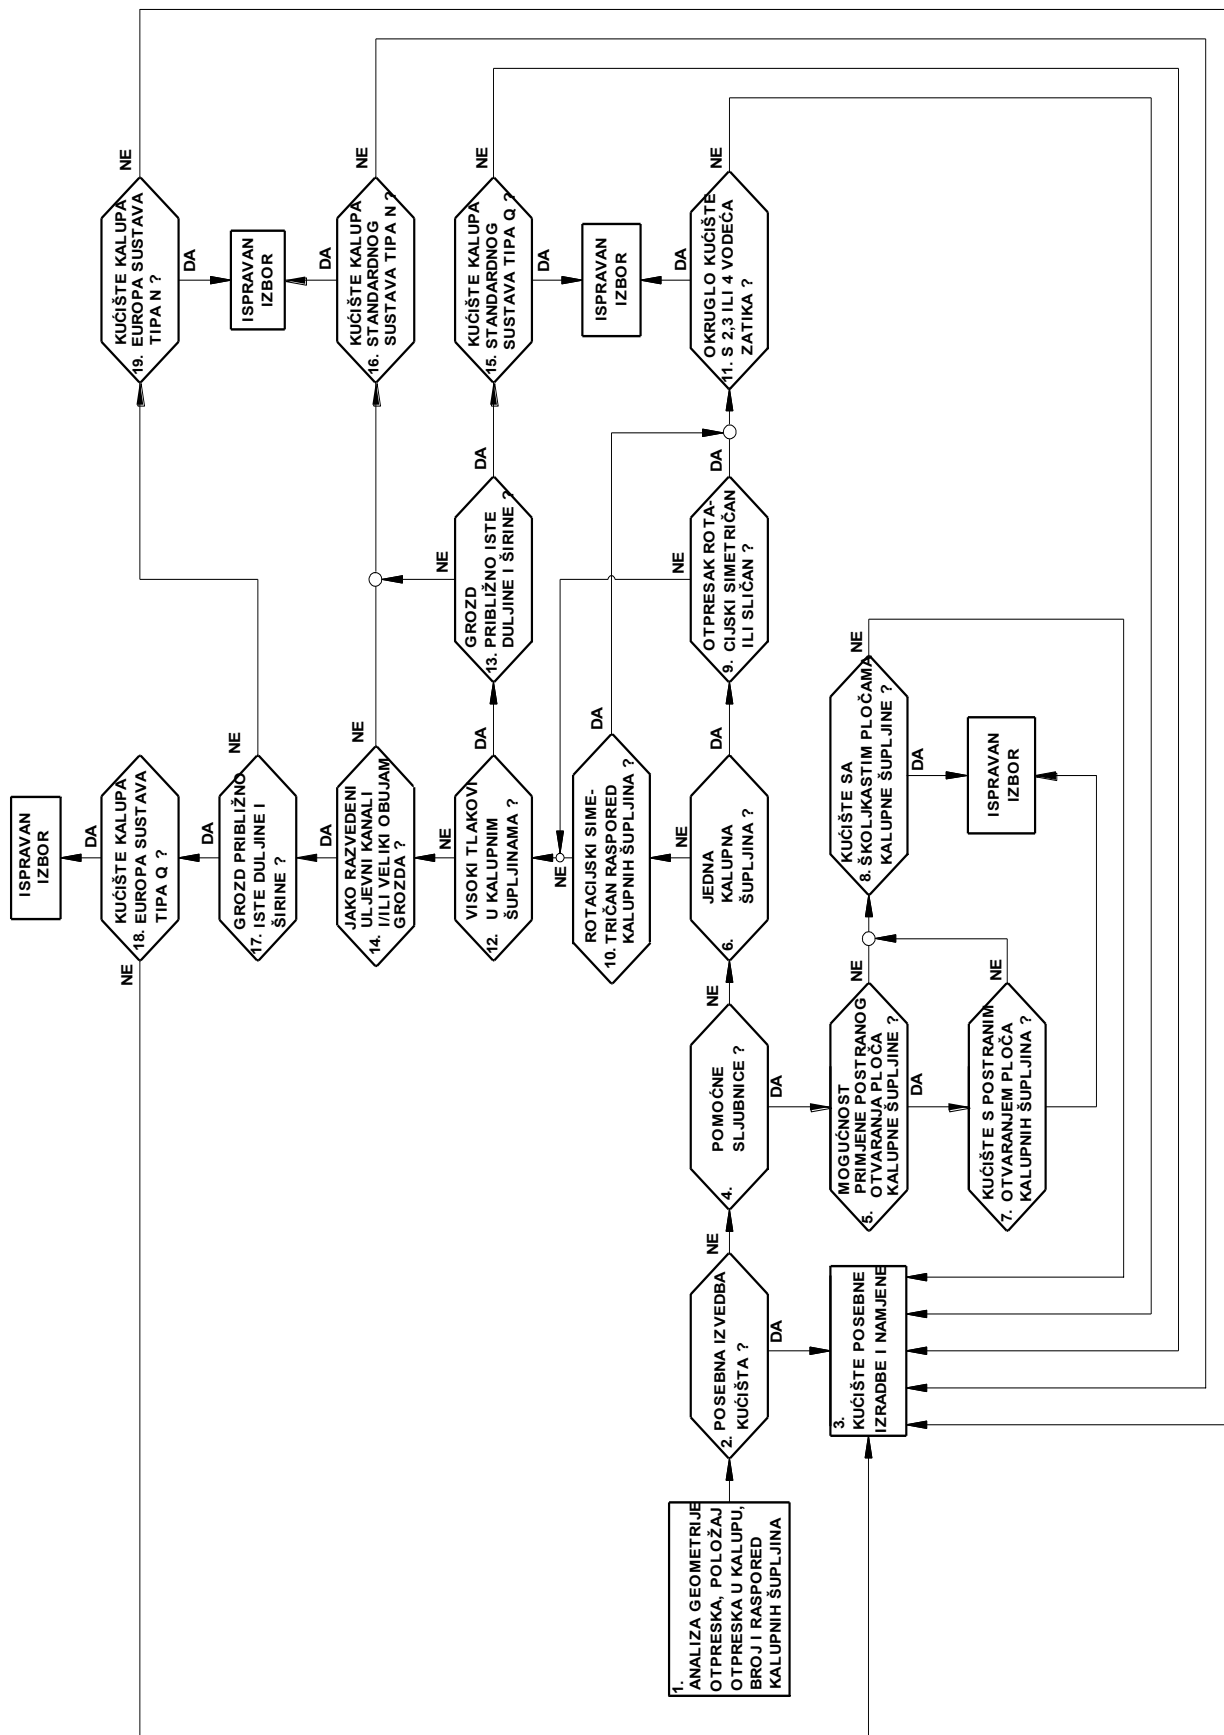 1.
ANALIZA GEOMETRIJE
OTPRESKA, POLOŽAJ
OTPRESKA U KALUPU,
BROJ I RASPORED
KALUPNIH ŠUPLJINA
2. POSEBNA IZVEDBA
KUĆIŠTA ?
NE
DA
3.
KUĆIŠTE POSEBNE
IZRADBE I NAMJENE
4.
POMOĆNE
SLJUBNICE ?
NE
DA
MOGUĆNOST
PRIMJENE POSTRANOG
5. OTVARANJA PLOČA
KALUPNE ŠUPLJINE ?
NE
DA
JEDNA
KALUPNA
6. ŠUPLJINA ?
NE
DA
KUĆIŠTE S POSTRANIM
7. OTVARANJEM PLOČA
KALUPNIH ŠUPLJINA ?
NE
KUĆIŠTE SA
8. ŠKOLJKASTIM PLOČAMA
KALUPNE ŠUPLJINE ?
NE
DA
ISPRAVAN
IZBOR
OTPRESAK ROTA-
9. CIJSKI SIMETRIČAN
ILI SLIČAN ?
NE
DA
ROTACIJSKI SIME-
10. TRIČAN RASPORED
KALUPNIH ŠUPLJINA ?
NE
DA
OKRUGLO KUĆIŠTE
11. S 2,3 ILI 4 VODEĆA
ZATIKA ?
NE
DA
ISPRAVAN
IZBOR
VISOKI TLAKOVI
12. U KALUPNIM
ŠUPLJINAMA ?
NE
DA
GROZD
13. PRIBLIŽNO ISTE
DULJINE I ŠIRINE ?
NE
DA
JAKO RAZVEDENI
ULJEVNI KANALI
14. I/ILI VELIKI OBUJAM
GROZDA ?
NE
DA
KUĆIŠTE KALUPA
15. STANDARDNOG
SUSTAVA TIPA Q ?
NE
DA
KUĆIŠTE KALUPA
16. STANDARDNOG
SUSTAVA TIPA N ?
NE
DA
ISPRAVAN
IZBOR
GROZD PRIBLIŽNO
17. ISTE DULJINE I
ŠIRINE ?
NE
DA
KUĆIŠTE KALUPA
18. EUROPA SUSTAVA
TIPA Q ?
NE
DA
ISPRAVAN
IZBOR
KUĆIŠTE KALUPA
19. EUROPA SUSTAVA
TIPA N ?
NE
DA